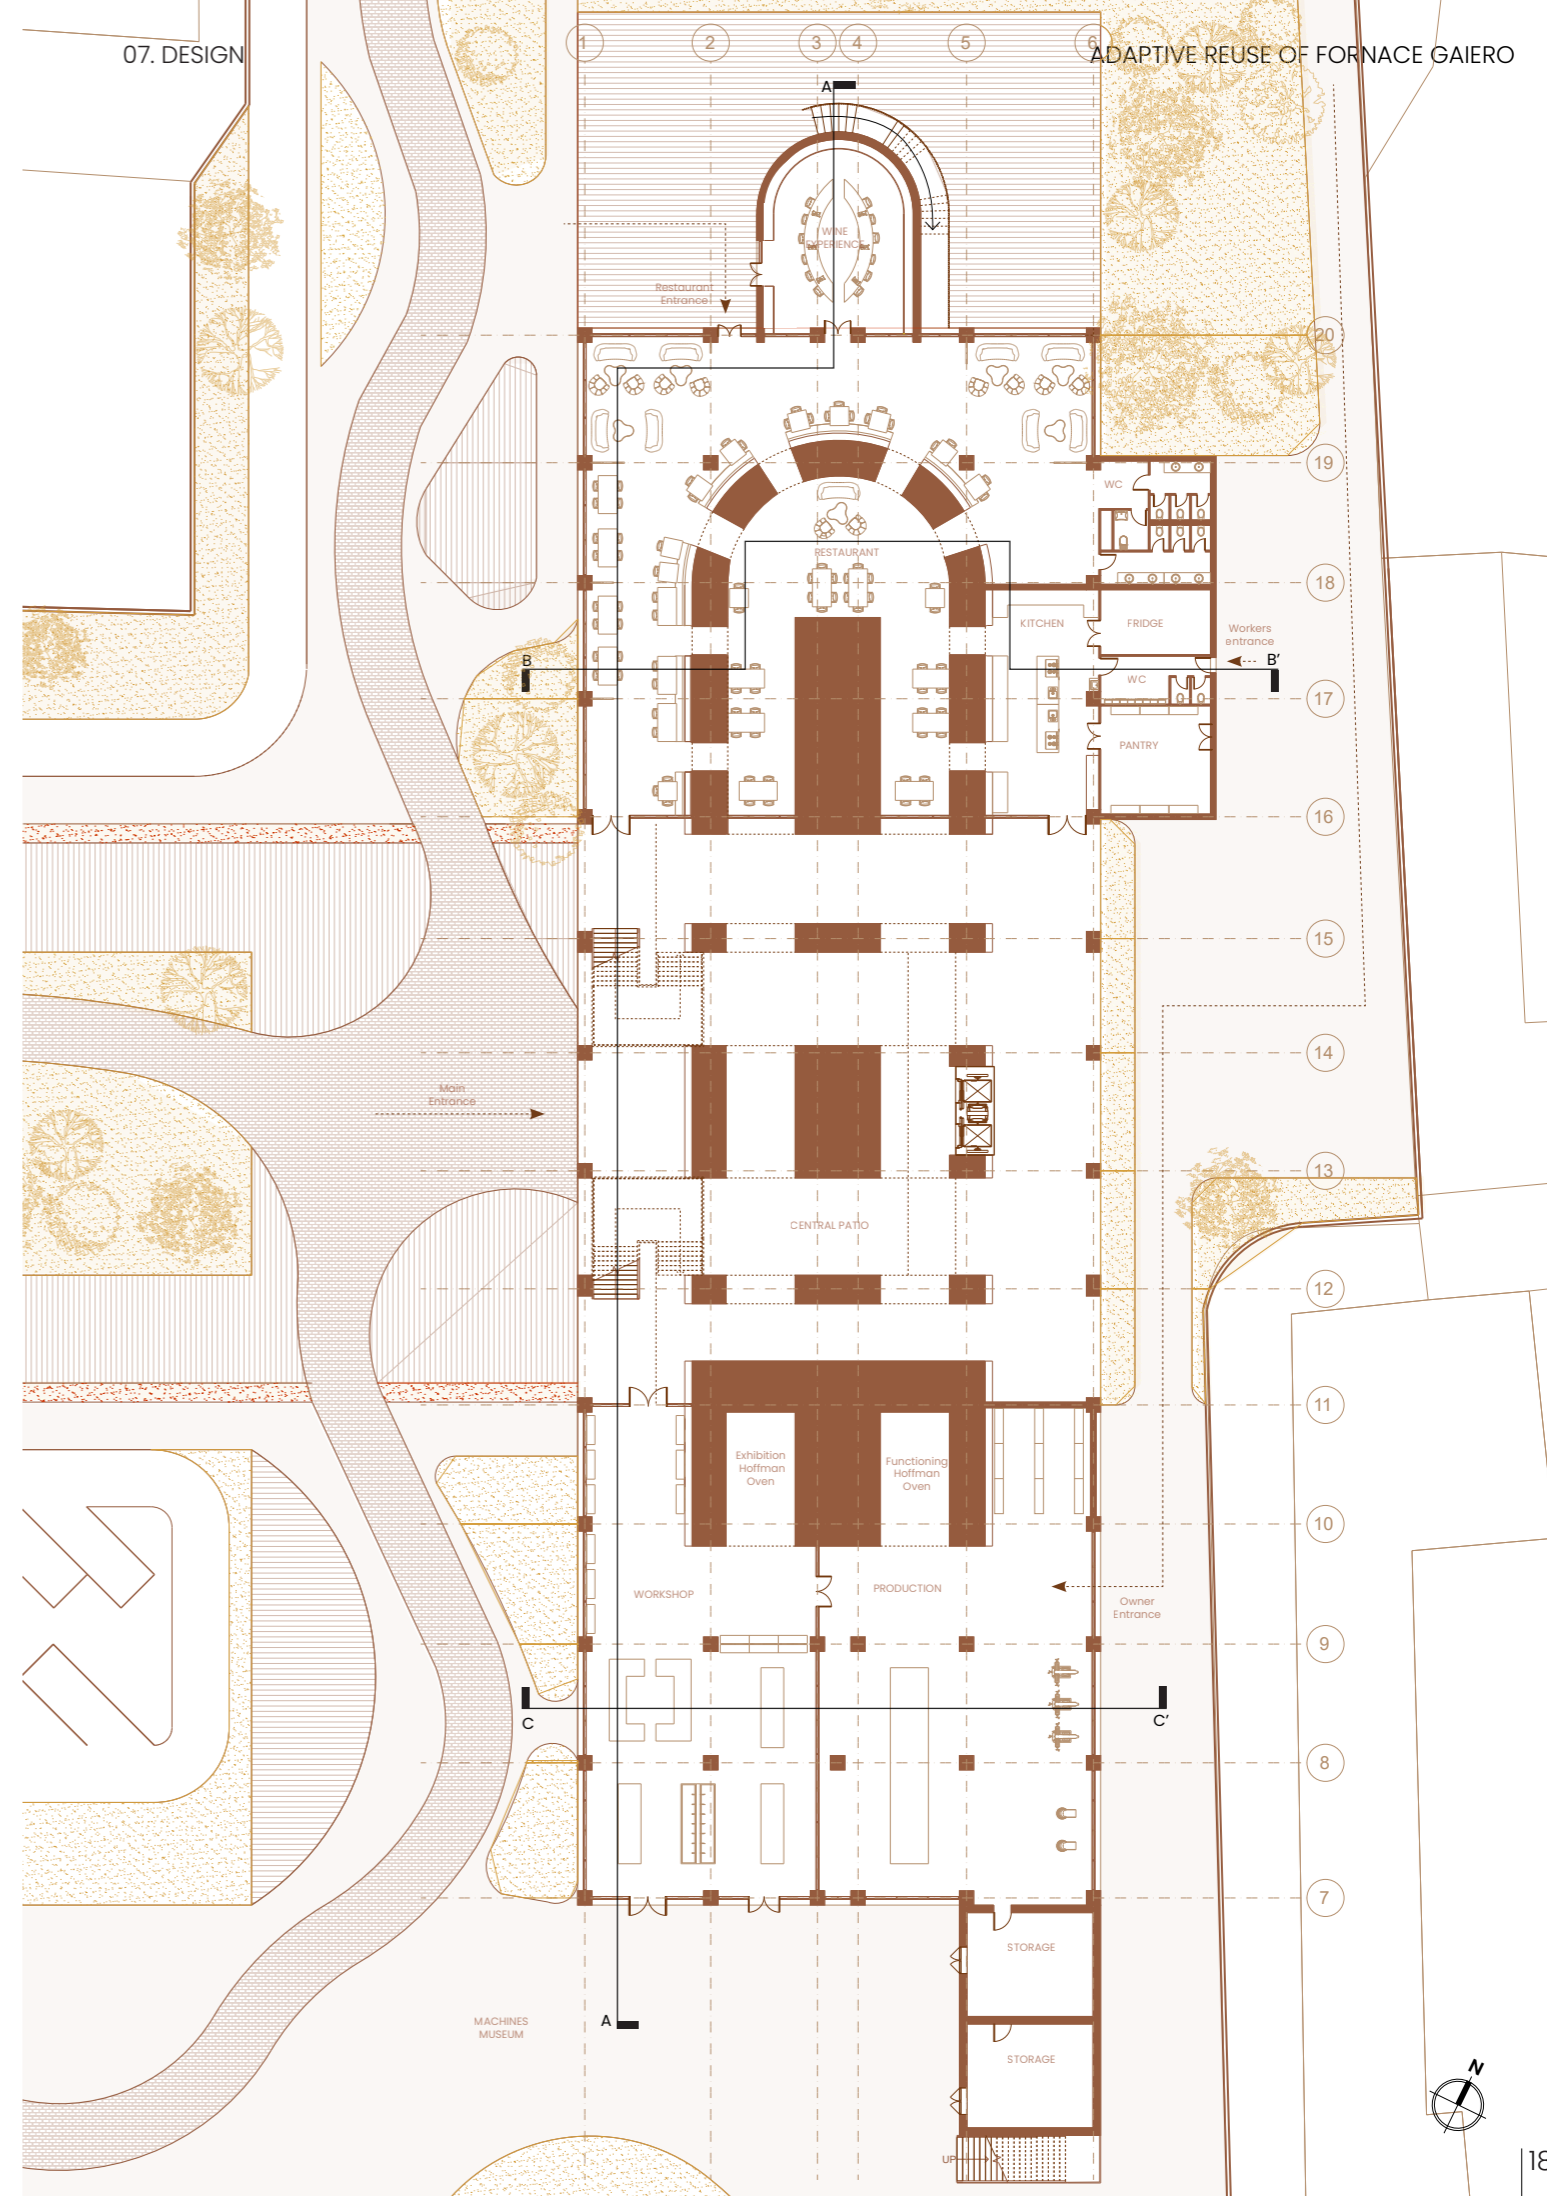 07. DESIGN
ADAPTIVE REUSE OF FORNACE GAIERO
1
2
3
4
5
6
A
WINE
EXPERIENCE
Restaurant
Entrance
20
19
WC
RESTAURANT
18
KITCHEN
FRIDGE
Workers
entrance
B
B'
WC
17
PANTRY
16
15
14
Main
Entrance
13
CENTRAL PATIO
12
11
Exhibition
Hoffman
Oven
Functioning
Hoffman
Oven
10
WORKSHOP
PRODUCTION
Owner
Entrance
9
C
C'
8
7
STORAGE
MACHINES
MUSEUM
A
STORAGE
N
UP